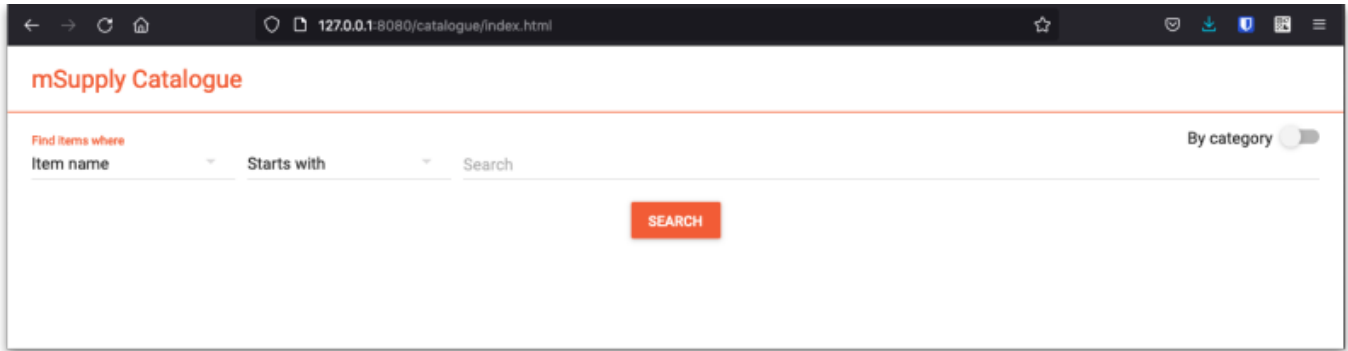 127.0.0.1:8080/catalogue/index.html
mSupply Catalogue
Find items where
By category
Item name
Starts with
Search
SEARCH